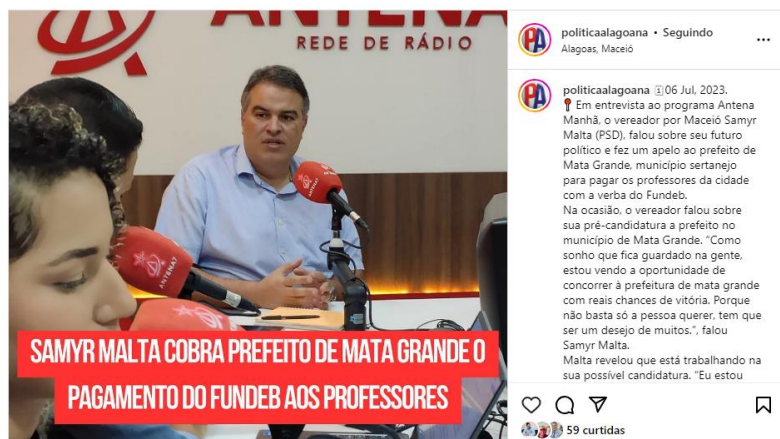 ANTENA
REDE DE RÁDIO
ANTENA7
ANTENA7
SAMYR MALTA COBRA PREFEITO DE MATA GRANDE O
PAGAMENTO DO FUNDEB AOS PROFESSORES
politicaalagoana • Seguindo
Alagoas, Maceió
politicaalagoana 06 Jul, 2023.
📍 Em entrevista ao programa Antena
Manhã, o vereador por Maceió Samyr
Malta (PSD), falou sobre seu futuro
político e fez um apelo ao prefeito de
Mata Grande, município sertanejo
para pagar os professores da cidade
com a verba do Fundeb.
Na ocasião, o vereador falou sobre
sua pré-candidatura a prefeito no
município de Mata Grande. “Como
sonho que fica guardado na gente,
estou vendo a oportunidade de
concorrer à prefeitura de mata grande
com reais chances de vitória. Porque
não basta só a pessoa querer, tem que
ser um desejo de muitos.”, falou
Samyr Malta.
Malta revelou que está trabalhando na
sua possível candidatura. “Eu estou
59 curtidas